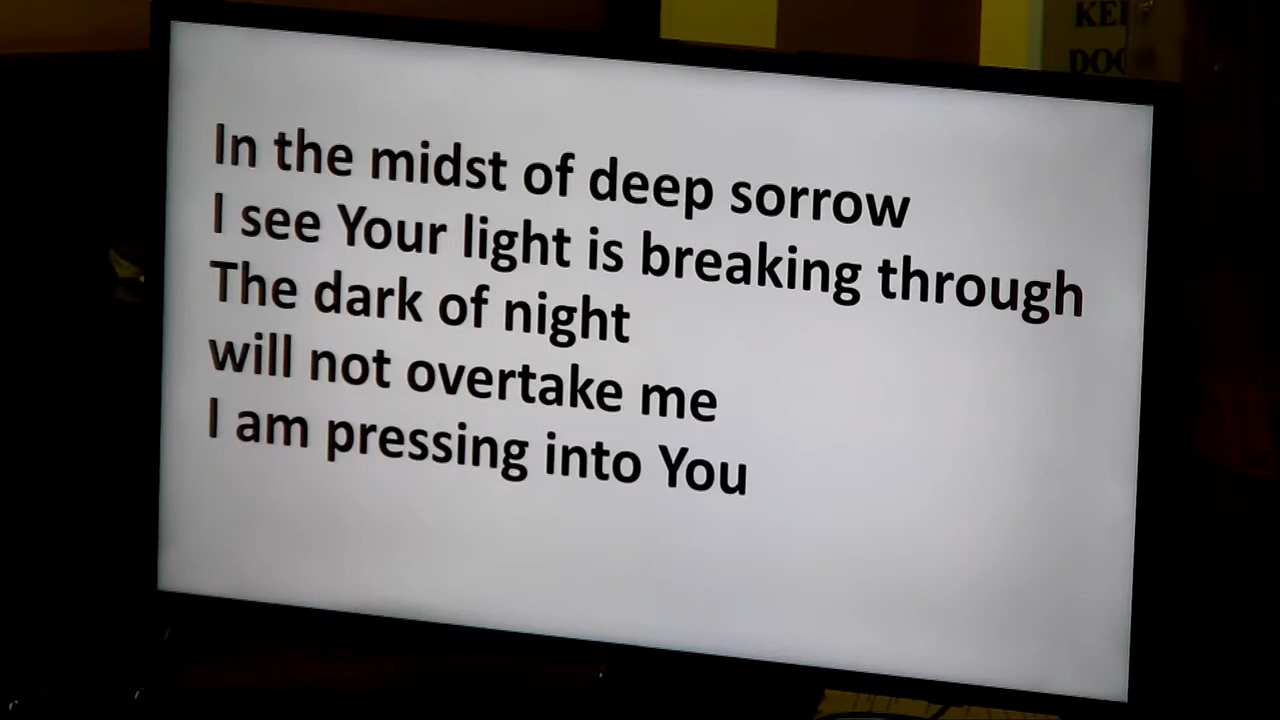 In the midst of deep sorrow
I see Your light is breaking through
The dark of night
will not overtake me
I am pressing into You